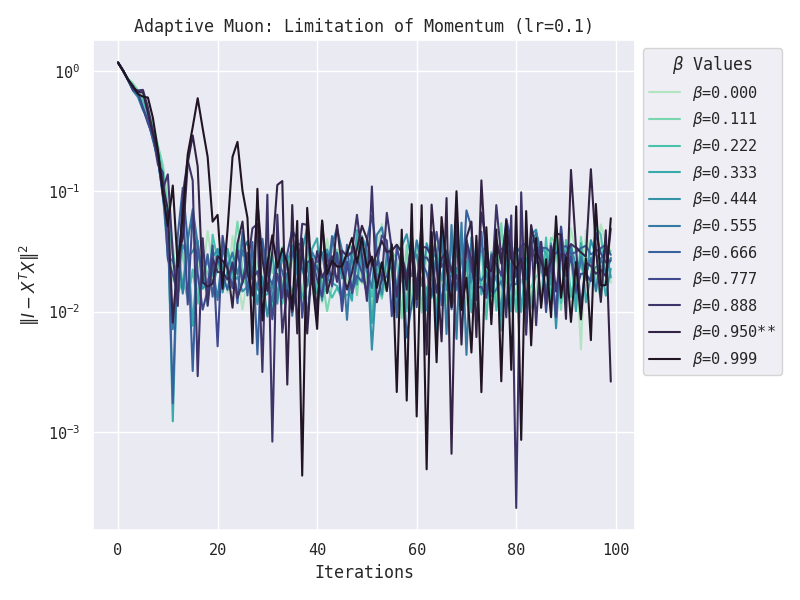 Adaptive Muon: Limitation of Momentum (lr=0.1)
β Values
β=0.000
β=0.111
β=0.222
β=0.333
β=0.444
β=0.555
β=0.666
β=0.777
β=0.888
β=0.950**
β=0.999
‖I − XᵀX‖²
10⁰
10⁻¹
10⁻²
10⁻³
0 20 40 60 80 100
Iterations